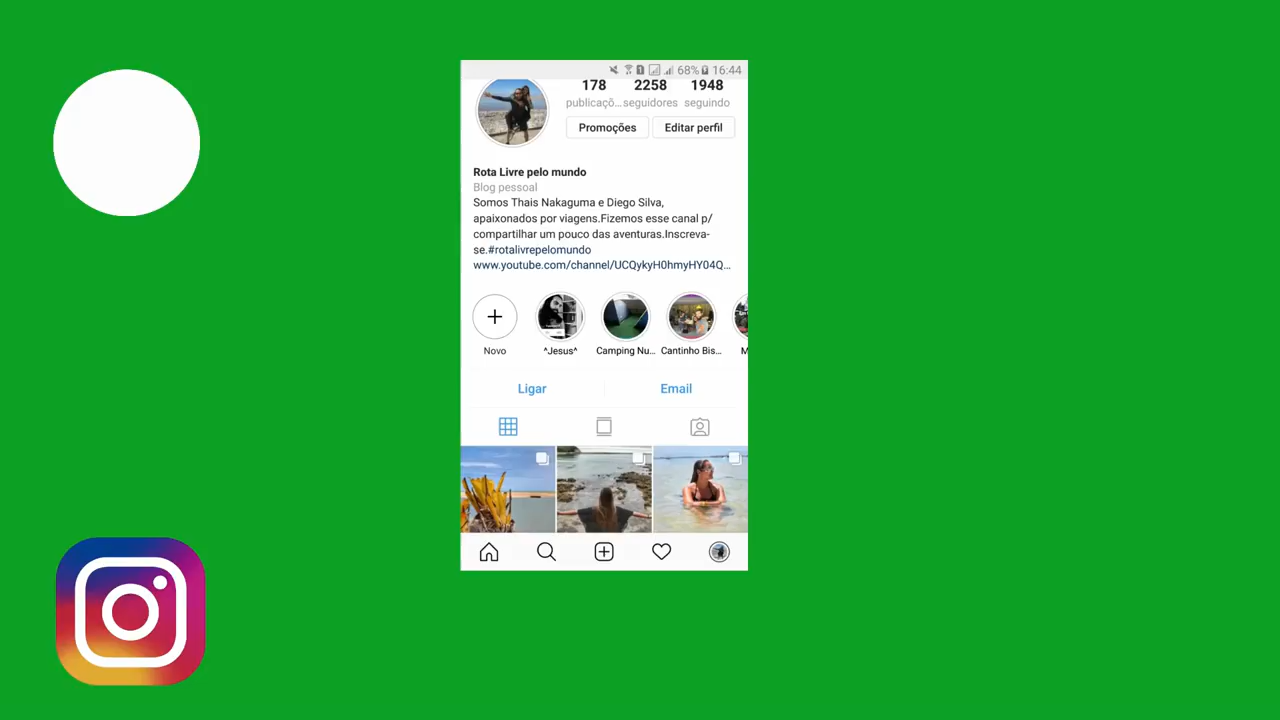 68% 16:44
178 2258 1948
publicaçõ... seguidores seguindo
Promoções Editar perfil
Rota Livre pelo mundo
Blog pessoal
Somos Thais Nakaguma e Diego Silva,
apaixonados por viagens.Fizemos esse canal p/
compartilhar um pouco das aventuras.Inscreva-
se.#rotalivrepelomundo
www.youtube.com/channel/UCQykyH0hmyHY04Q...
Novo ^Jesus^ Camping Nu... Cantinho Bis... M
Ligar Email